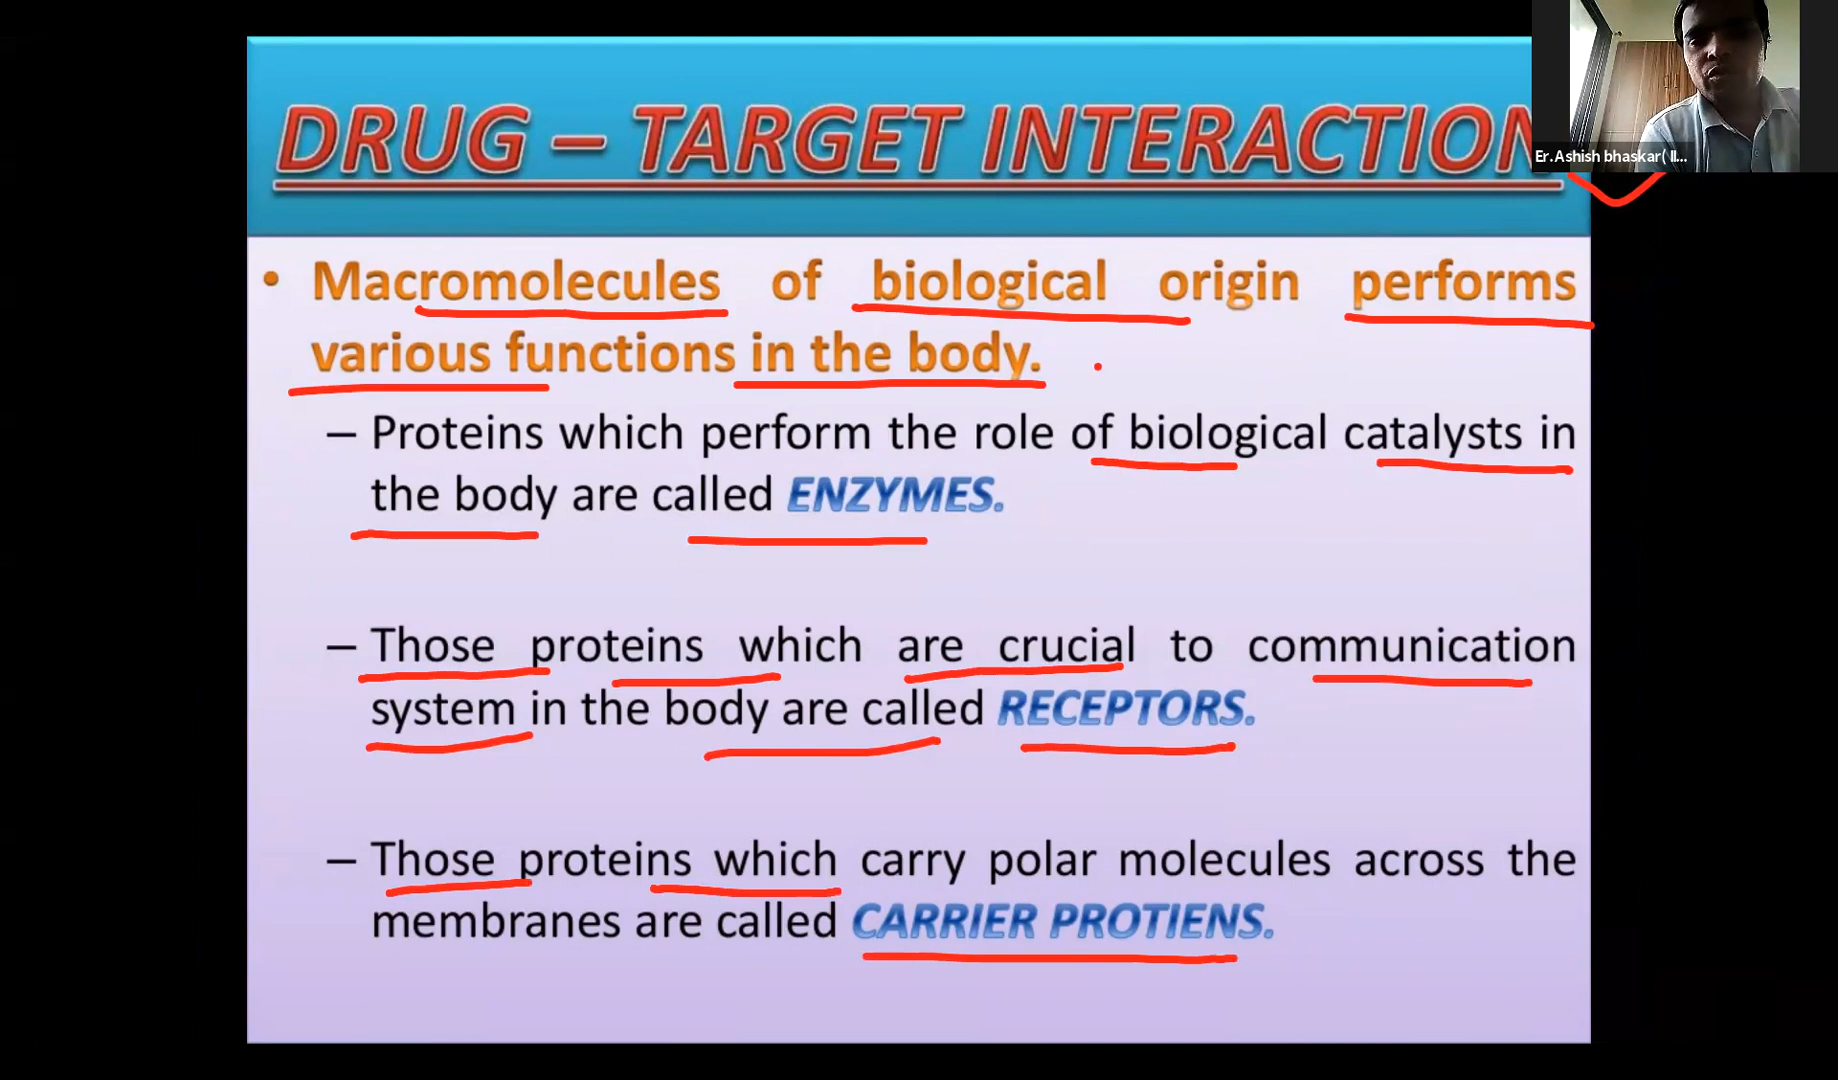 DRUG – TARGET INTERACTION
Er. Ashish bhaskar( II...
• Macromolecules of biological origin performs
various functions in the body.
– Proteins which perform the role of biological catalysts in
the body are called ENZYMES.
– Those proteins which are crucial to communication
system in the body are called RECEPTORS.
– Those proteins which carry polar molecules across the
membranes are called CARRIER PROTIENS.